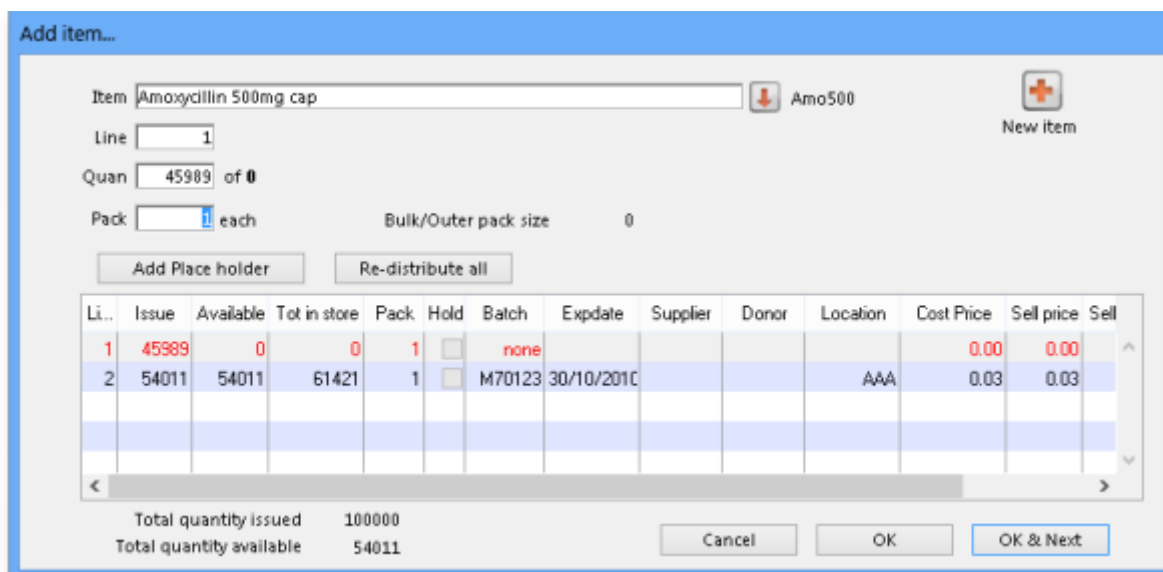 Add item...
Item Amoxycillin 500mg cap Amo500
New item
Line 1
Quan 45989 of 0
Pack 1 each Bulk/Outer pack size 0
Add Place holder Re-distribute all
Li... Issue Available Tot in store Pack Hold Batch Expdate Supplier Donor Location Cost Price Sell price Sell
1 45989 0 0 1 none 0.00 0.00
2 54011 54011 61421 1 M70123 30/10/2010 AAA 0.03 0.03
Total quantity issued 100000
Total quantity available 54011
Cancel OK OK & Next